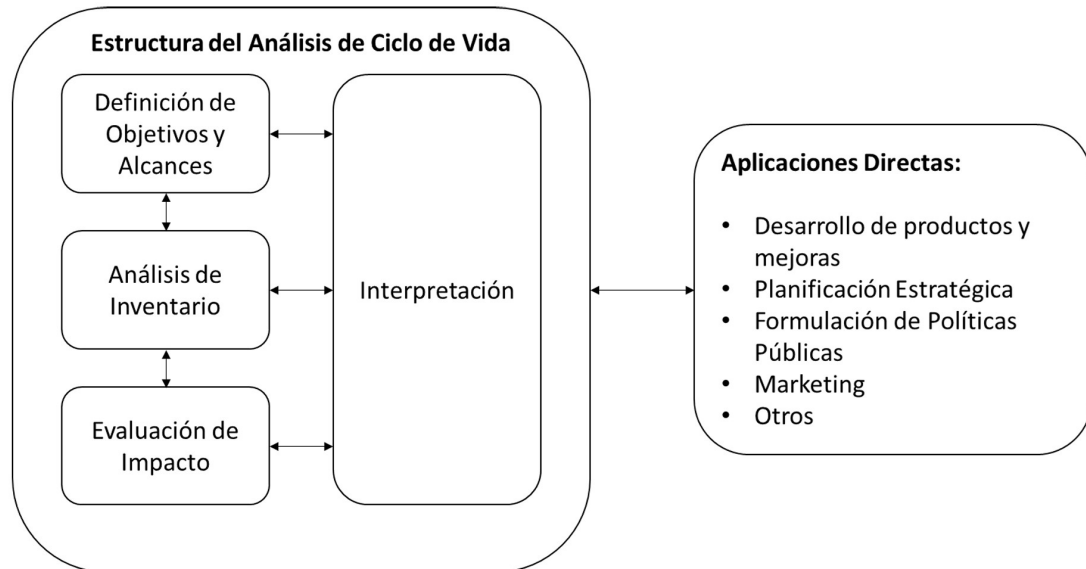 Estructura del Análisis de Ciclo de Vida
Definición de
Objetivos y
Alcances
Análisis de
Inventario
Evaluación de
Impacto
Interpretación
Aplicaciones Directas:
• Desarrollo de productos y
mejoras
• Planificación Estratégica
• Formulación de Políticas
Públicas
• Marketing
• Otros